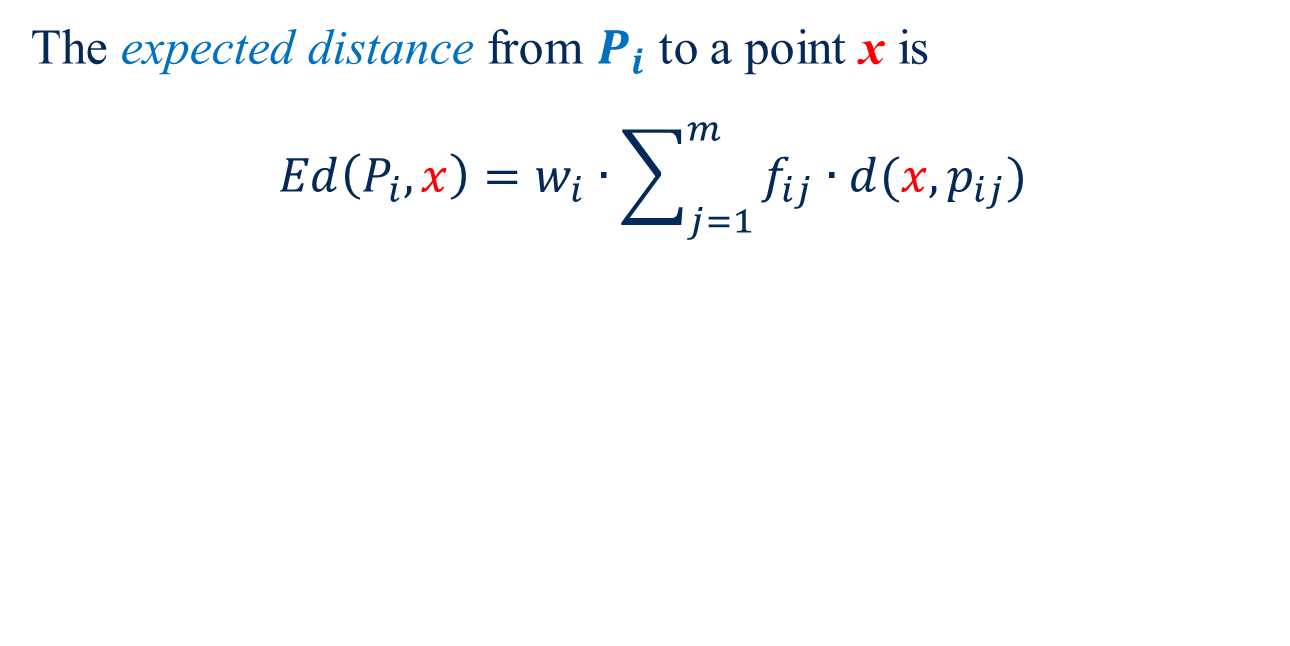 The expected distance from P_i to a point x is
Ed(P_i, x) = w_i · ∑_{j=1}^{m} f_{ij} · d(x, p_{ij})